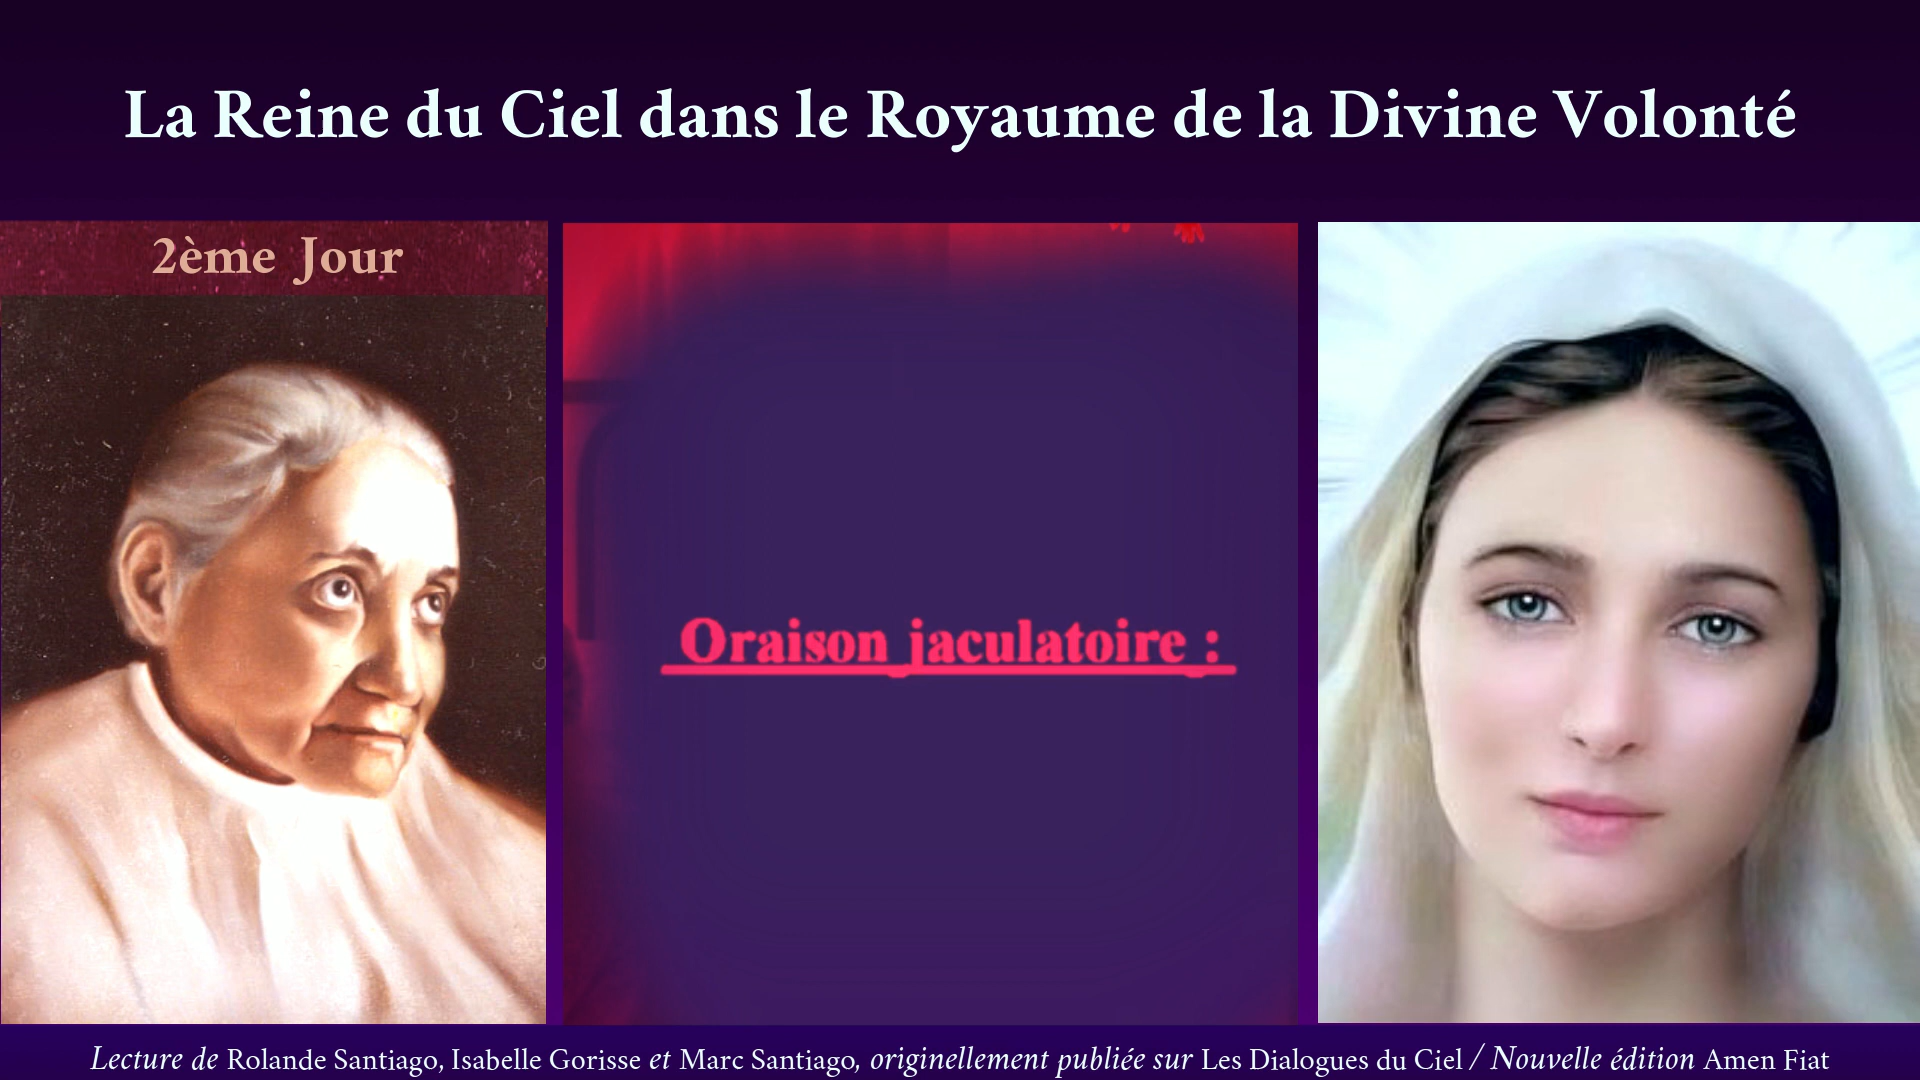 La Reine du Ciel dans le Royaume de la Divine Volonté
2ème Jour
Oraison jaculatoire :
Lecture de Rolande Santiago, Isabelle Gorisse et Marc Santiago, originellement publiée sur Les Dialogues du Ciel / Nouvelle édition Amen Fiat